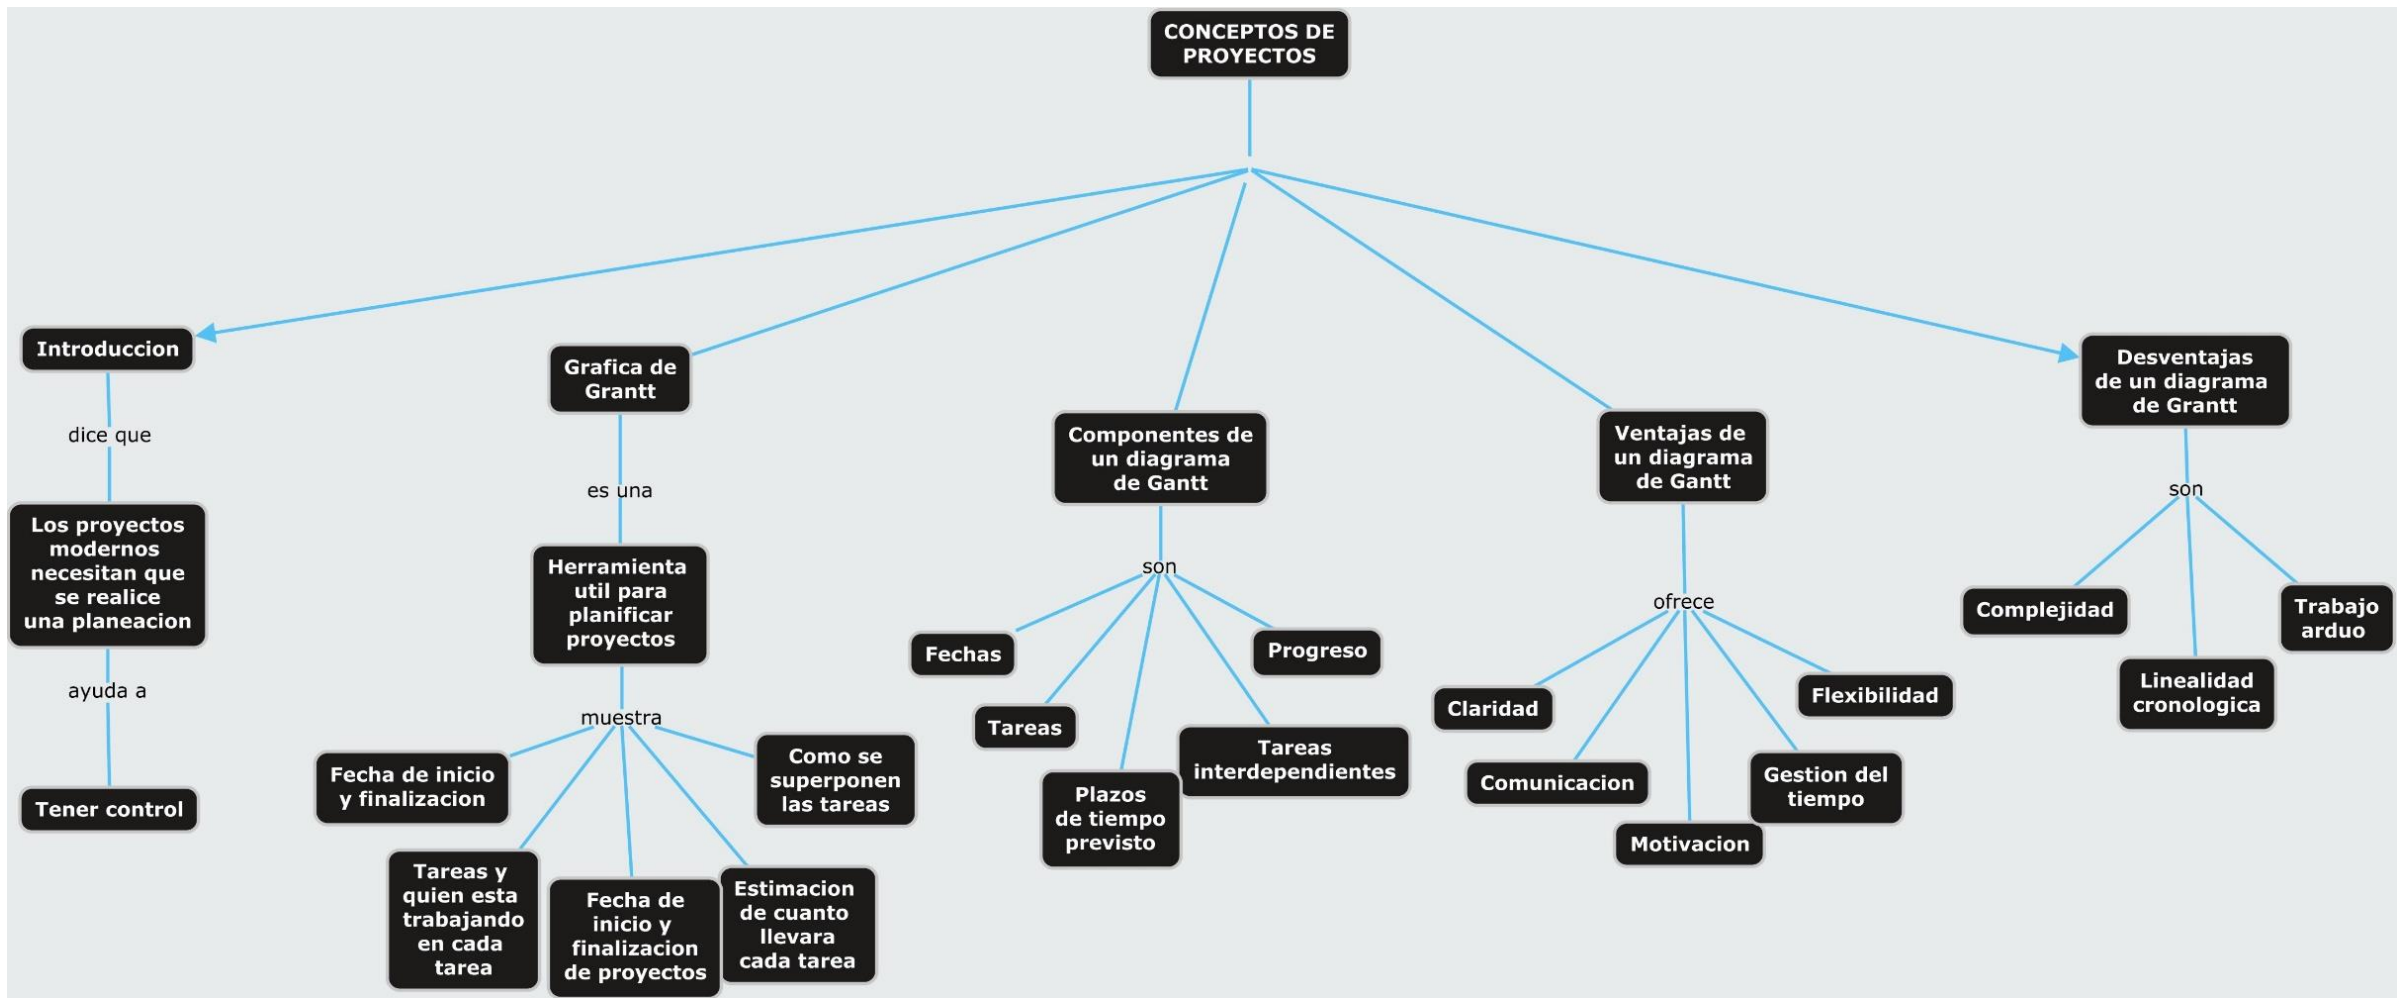 CONCEPTOS DE
PROYECTOS
Introduccion
dice que
Los proyectos
modernos
necesitan que
se realice
una planeacion
ayuda a
Tener control
Grafica de
Grantt
es una
Herramienta
util para
planificar
proyectos
muestra
Fecha de inicio
y finalizacion
Tareas y
quien esta
trabajando
en cada
tarea
Fecha de
inicio y
finalizacion
de proyectos
Estimacion
de cuanto
llevara
cada tarea
Como se
superponen
las tareas
Componentes de
un diagrama
de Gantt
son
Fechas
Tareas
Plazos
de tiempo
previsto
Tareas
interdependientes
Progreso
Ventajas de
un diagrama
de Gantt
ofrece
Claridad
Comunicacion
Motivacion
Gestion del
tiempo
Flexibilidad
Desventajas
de un diagrama
de Grantt
son
Complejidad
Linealidad
cronologica
Trabajo
arduo